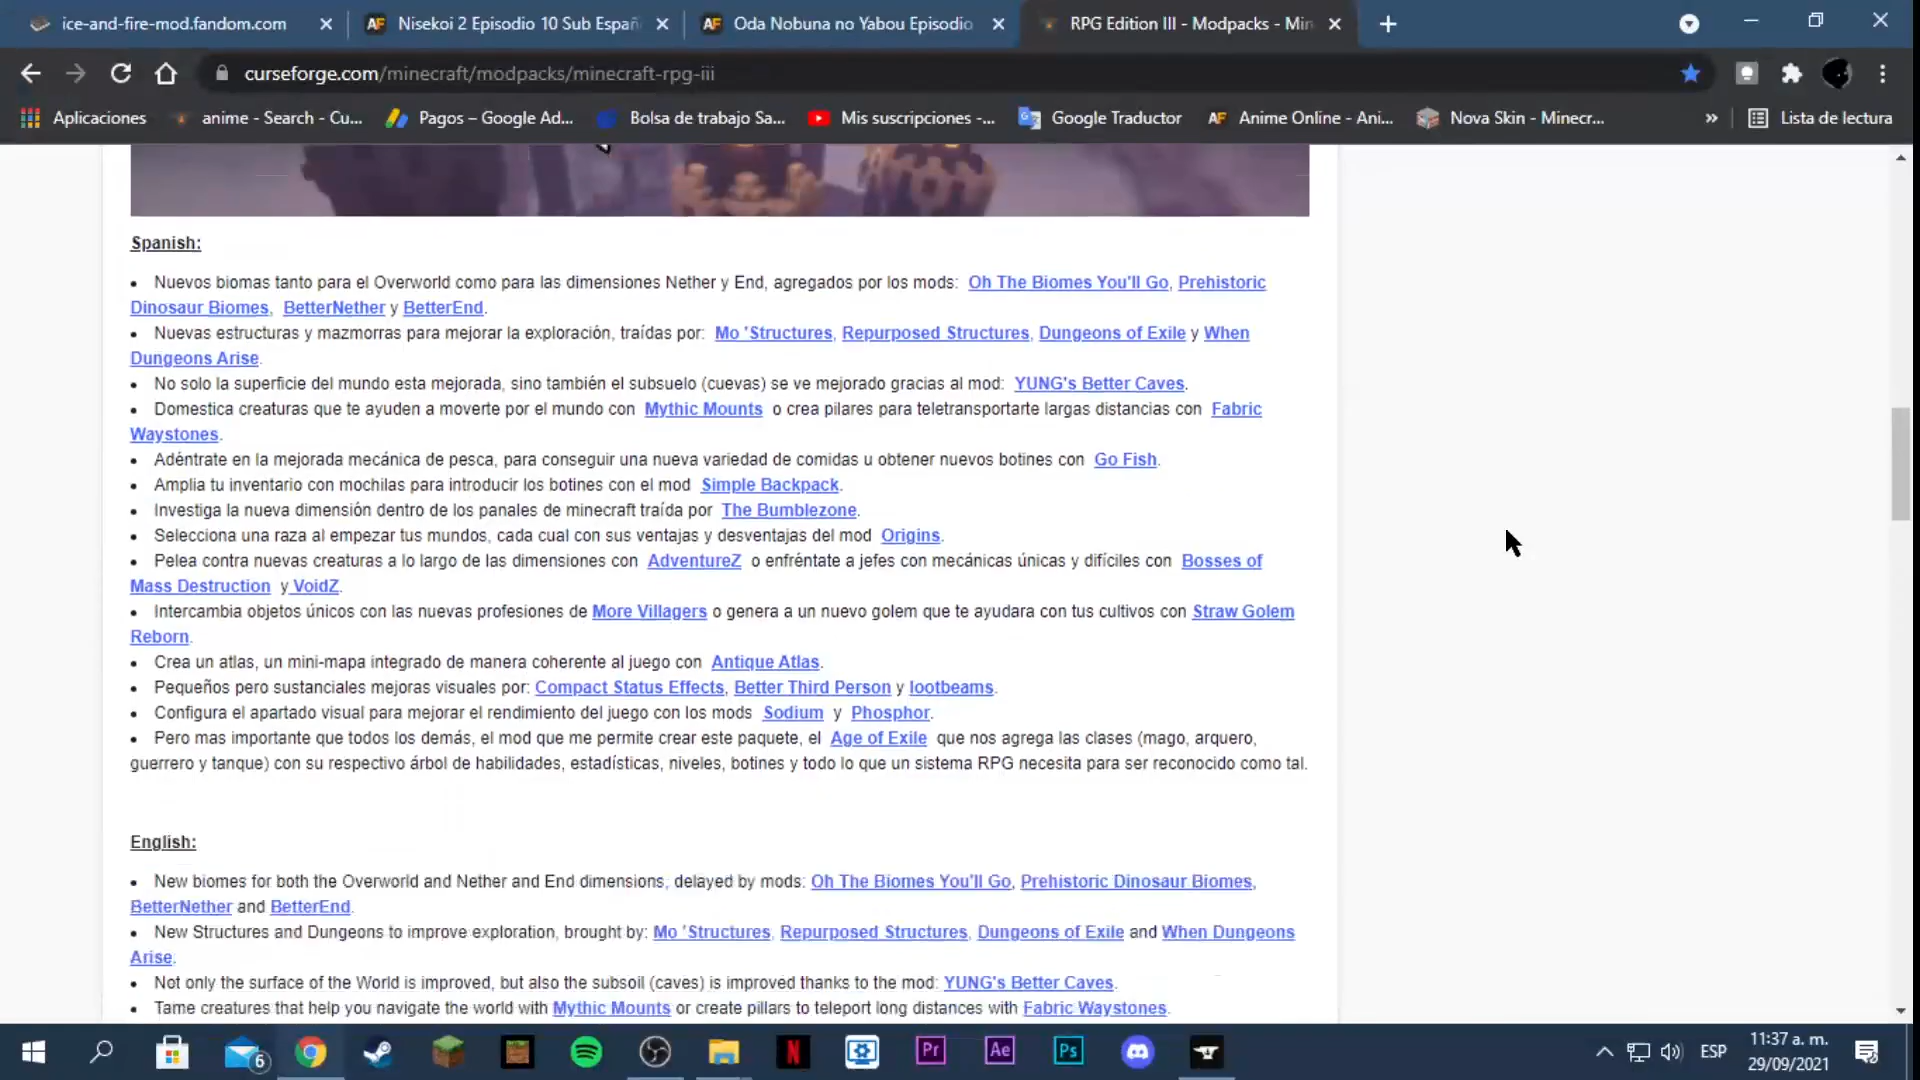 ice-and-fire-mod.fandom.com
AF Nisekoi 2 Episodio 10 Sub Españ
AF Oda Nobuna no Yabou Episodio
RPG Edition III - Modpacks - Min
curseforge.com/minecraft/modpacks/minecraft-rpg-iii
Aplicaciones anime - Search - Cu... Pagos – Google Ad... Bolsa de trabajo Sa... Mis suscripciones -... Google Traductor AF Anime Online - Ani... Nova Skin - Minecr... » Lista de lectura
Spanish:
• Nuevos biomas tanto para el Overworld como para las dimensiones Nether y End, agregados por los mods: Oh The Biomes You'll Go, Prehistoric
Dinosaur Biomes, BetterNether y BetterEnd.
• Nuevas estructuras y mazmorras para mejorar la exploración, traídas por: Mo 'Structures, Repurposed Structures, Dungeons of Exile y When
Dungeons Arise.
• No solo la superficie del mundo esta mejorada, sino también el subsuelo (cuevas) se ve mejorado gracias al mod: YUNG's Better Caves.
• Domestica creaturas que te ayuden a moverte por el mundo con Mythic Mounts o crea pilares para teletransportarte largas distancias con Fabric
Waystones.
• Adéntrate en la mejorada mecánica de pesca, para conseguir una nueva variedad de comidas u obtener nuevos botines con Go Fish.
• Amplia tu inventario con mochilas para introducir los botines con el mod Simple Backpack.
• Investiga la nueva dimensión dentro de los panales de minecraft traída por The Bumblezone.
• Selecciona una raza al empezar tus mundos, cada cual con sus ventajas y desventajas del mod Origins.
• Pelea contra nuevas creaturas a lo largo de las dimensiones con AdventureZ o enfréntate a jefes con mecánicas únicas y difíciles con Bosses of
Mass Destruction y VoidZ.
• Intercambia objetos únicos con las nuevas profesiones de More Villagers o genera a un nuevo golem que te ayudara con tus cultivos con Straw Golem
Reborn.
• Crea un atlas, un mini-mapa integrado de manera coherente al juego con Antique Atlas.
• Pequeños pero sustanciales mejoras visuales por: Compact Status Effects, Better Third Person y lootbeams.
• Configura el apartado visual para mejorar el rendimiento del juego con los mods Sodium y Phosphor.
• Pero mas importante que todos los demás, el mod que me permite crear este paquete, el Age of Exile que nos agrega las clases (mago, arquero,
guerrero y tanque) con su respectivo árbol de habilidades, estadísticas, niveles, botines y todo lo que un sistema RPG necesita para ser reconocido como tal.
English:
• New biomes for both the Overworld and Nether and End dimensions, delayed by mods: Oh The Biomes You'll Go, Prehistoric Dinosaur Biomes,
BetterNether and BetterEnd.
• New Structures and Dungeons to improve exploration, brought by: Mo 'Structures, Repurposed Structures, Dungeons of Exile and When Dungeons
Arise.
• Not only the surface of the World is improved, but also the subsoil (caves) is improved thanks to the mod: YUNG's Better Caves.
• Tame creatures that help you navigate the world with Mythic Mounts or create pillars to teleport long distances with Fabric Waystones.
6
N
Pr
Ae
Ps
ESP
11:37 a. m.
29/09/2021